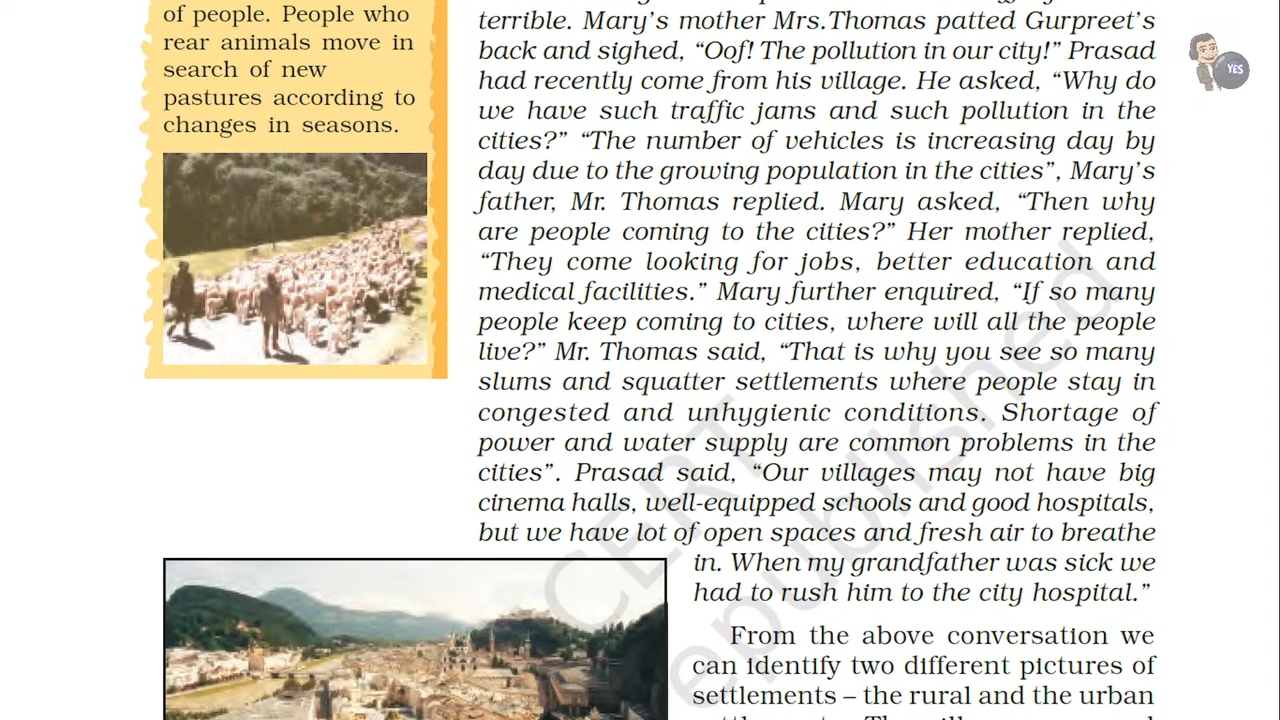 of people. People who
rear animals move in
search of new
pastures according to
changes in seasons.
terrible. Mary's mother Mrs.Thomas patted Gurpreet's
back and sighed, "Oof! The pollution in our city!" Prasad
had recently come from his village. He asked, "Why do
we have such traffic jams and such pollution in the
cities?" "The number of vehicles is increasing day by
day due to the growing population in the cities", Mary's
father, Mr. Thomas replied. Mary asked, "Then why
are people coming to the cities?" Her mother replied,
"They come looking for jobs, better education and
medical facilities." Mary further enquired, "If so many
people keep coming to cities, where will all the people
live?" Mr. Thomas said, "That is why you see so many
slums and squatter settlements where people stay in
congested and unhygienic conditions. Shortage of
power and water supply are common problems in the
cities". Prasad said, "Our villages may not have big
cinema halls, well-equipped schools and good hospitals,
but we have lot of open spaces and fresh air to breathe
in. When my grandfather was sick we
had to rush him to the city hospital."
From the above conversation we
can identify two different pictures of
settlements – the rural and the urban
YES
CERT
epublished